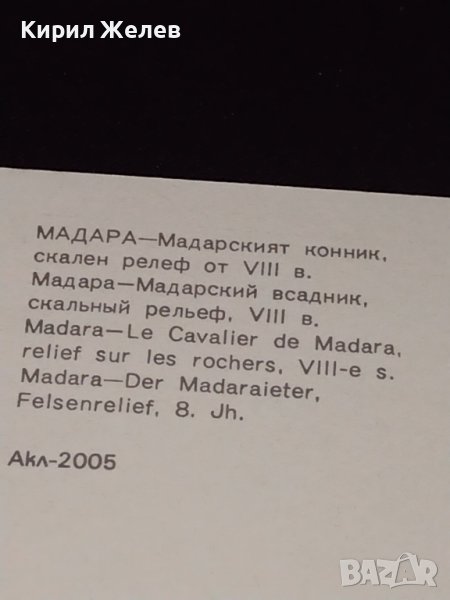 Кирил Желев
МАДАРА—Мадарският конник,
скален релеф от VIII в.
Мадара—Мадарский всадник,
скальный рельеф, VIII в.
Madara—Le Cavalier de Madara,
relief sur les rochers, VIII-e s.
Madara—Der Madaraieter,
Felsenrelief, 8. Jh.
Акл-2005
BAZAR